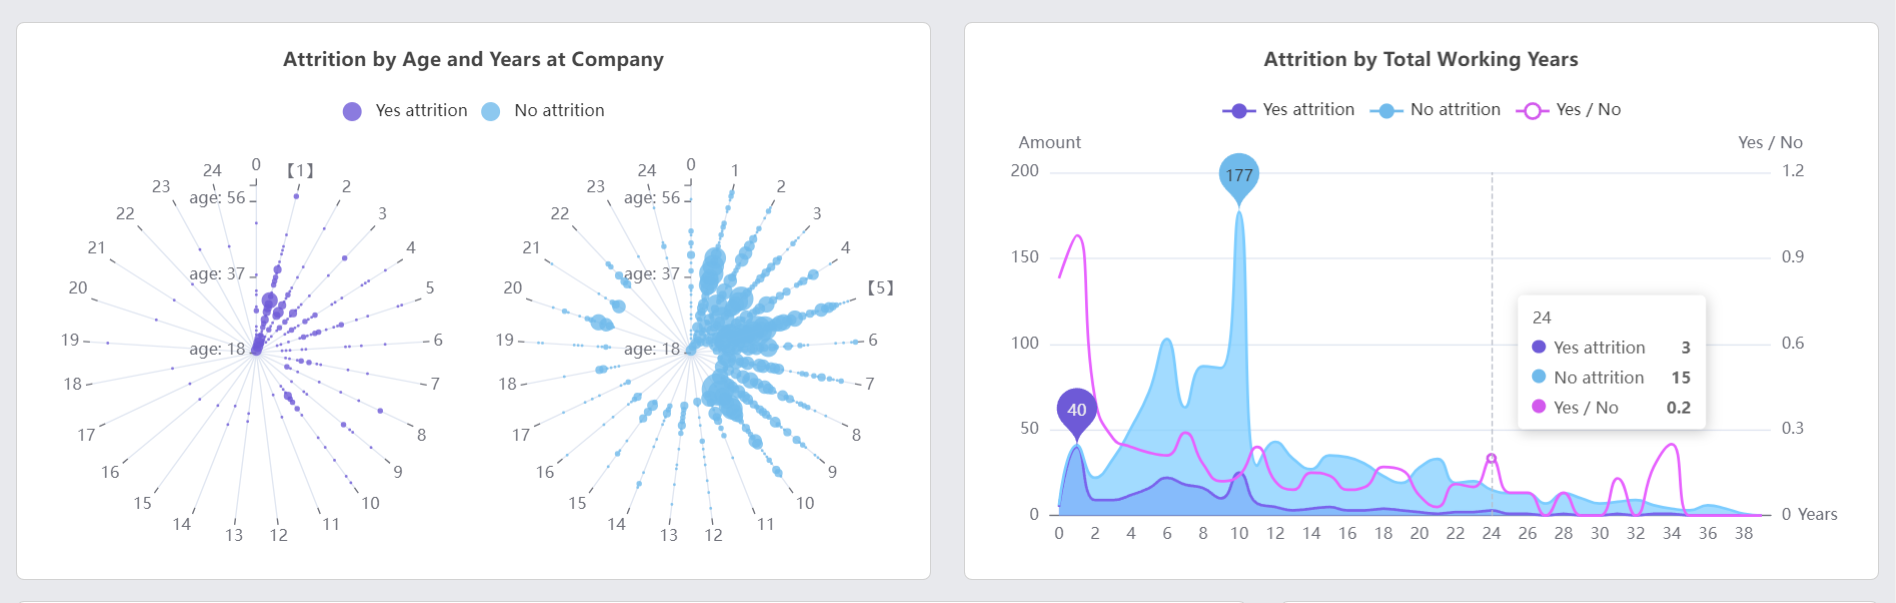 Attrition by Age and Years at Company
Yes attrition No attrition
0 【1】 2 3 4 5 6 7 8 9 10 11 12 13 14 15 16 17 18 19 20 21 22 23 24
age: 56
age: 37
age: 18
0 1 2 3 4 【5】 6 7 8 9 10 11 12 13 14 15 16 17 18 19 20 21 22 23 24
age: 56
age: 37
age: 18
Attrition by Total Working Years
Yes attrition No attrition Yes / No
Amount Yes / No
200 1.2
150 0.9
100 0.6
50 0.3
0 0 Years
177
40
24
Yes attrition 3
No attrition 15
Yes / No 0.2
0 2 4 6 8 10 12 14 16 18 20 22 24 26 28 30 32 34 36 38